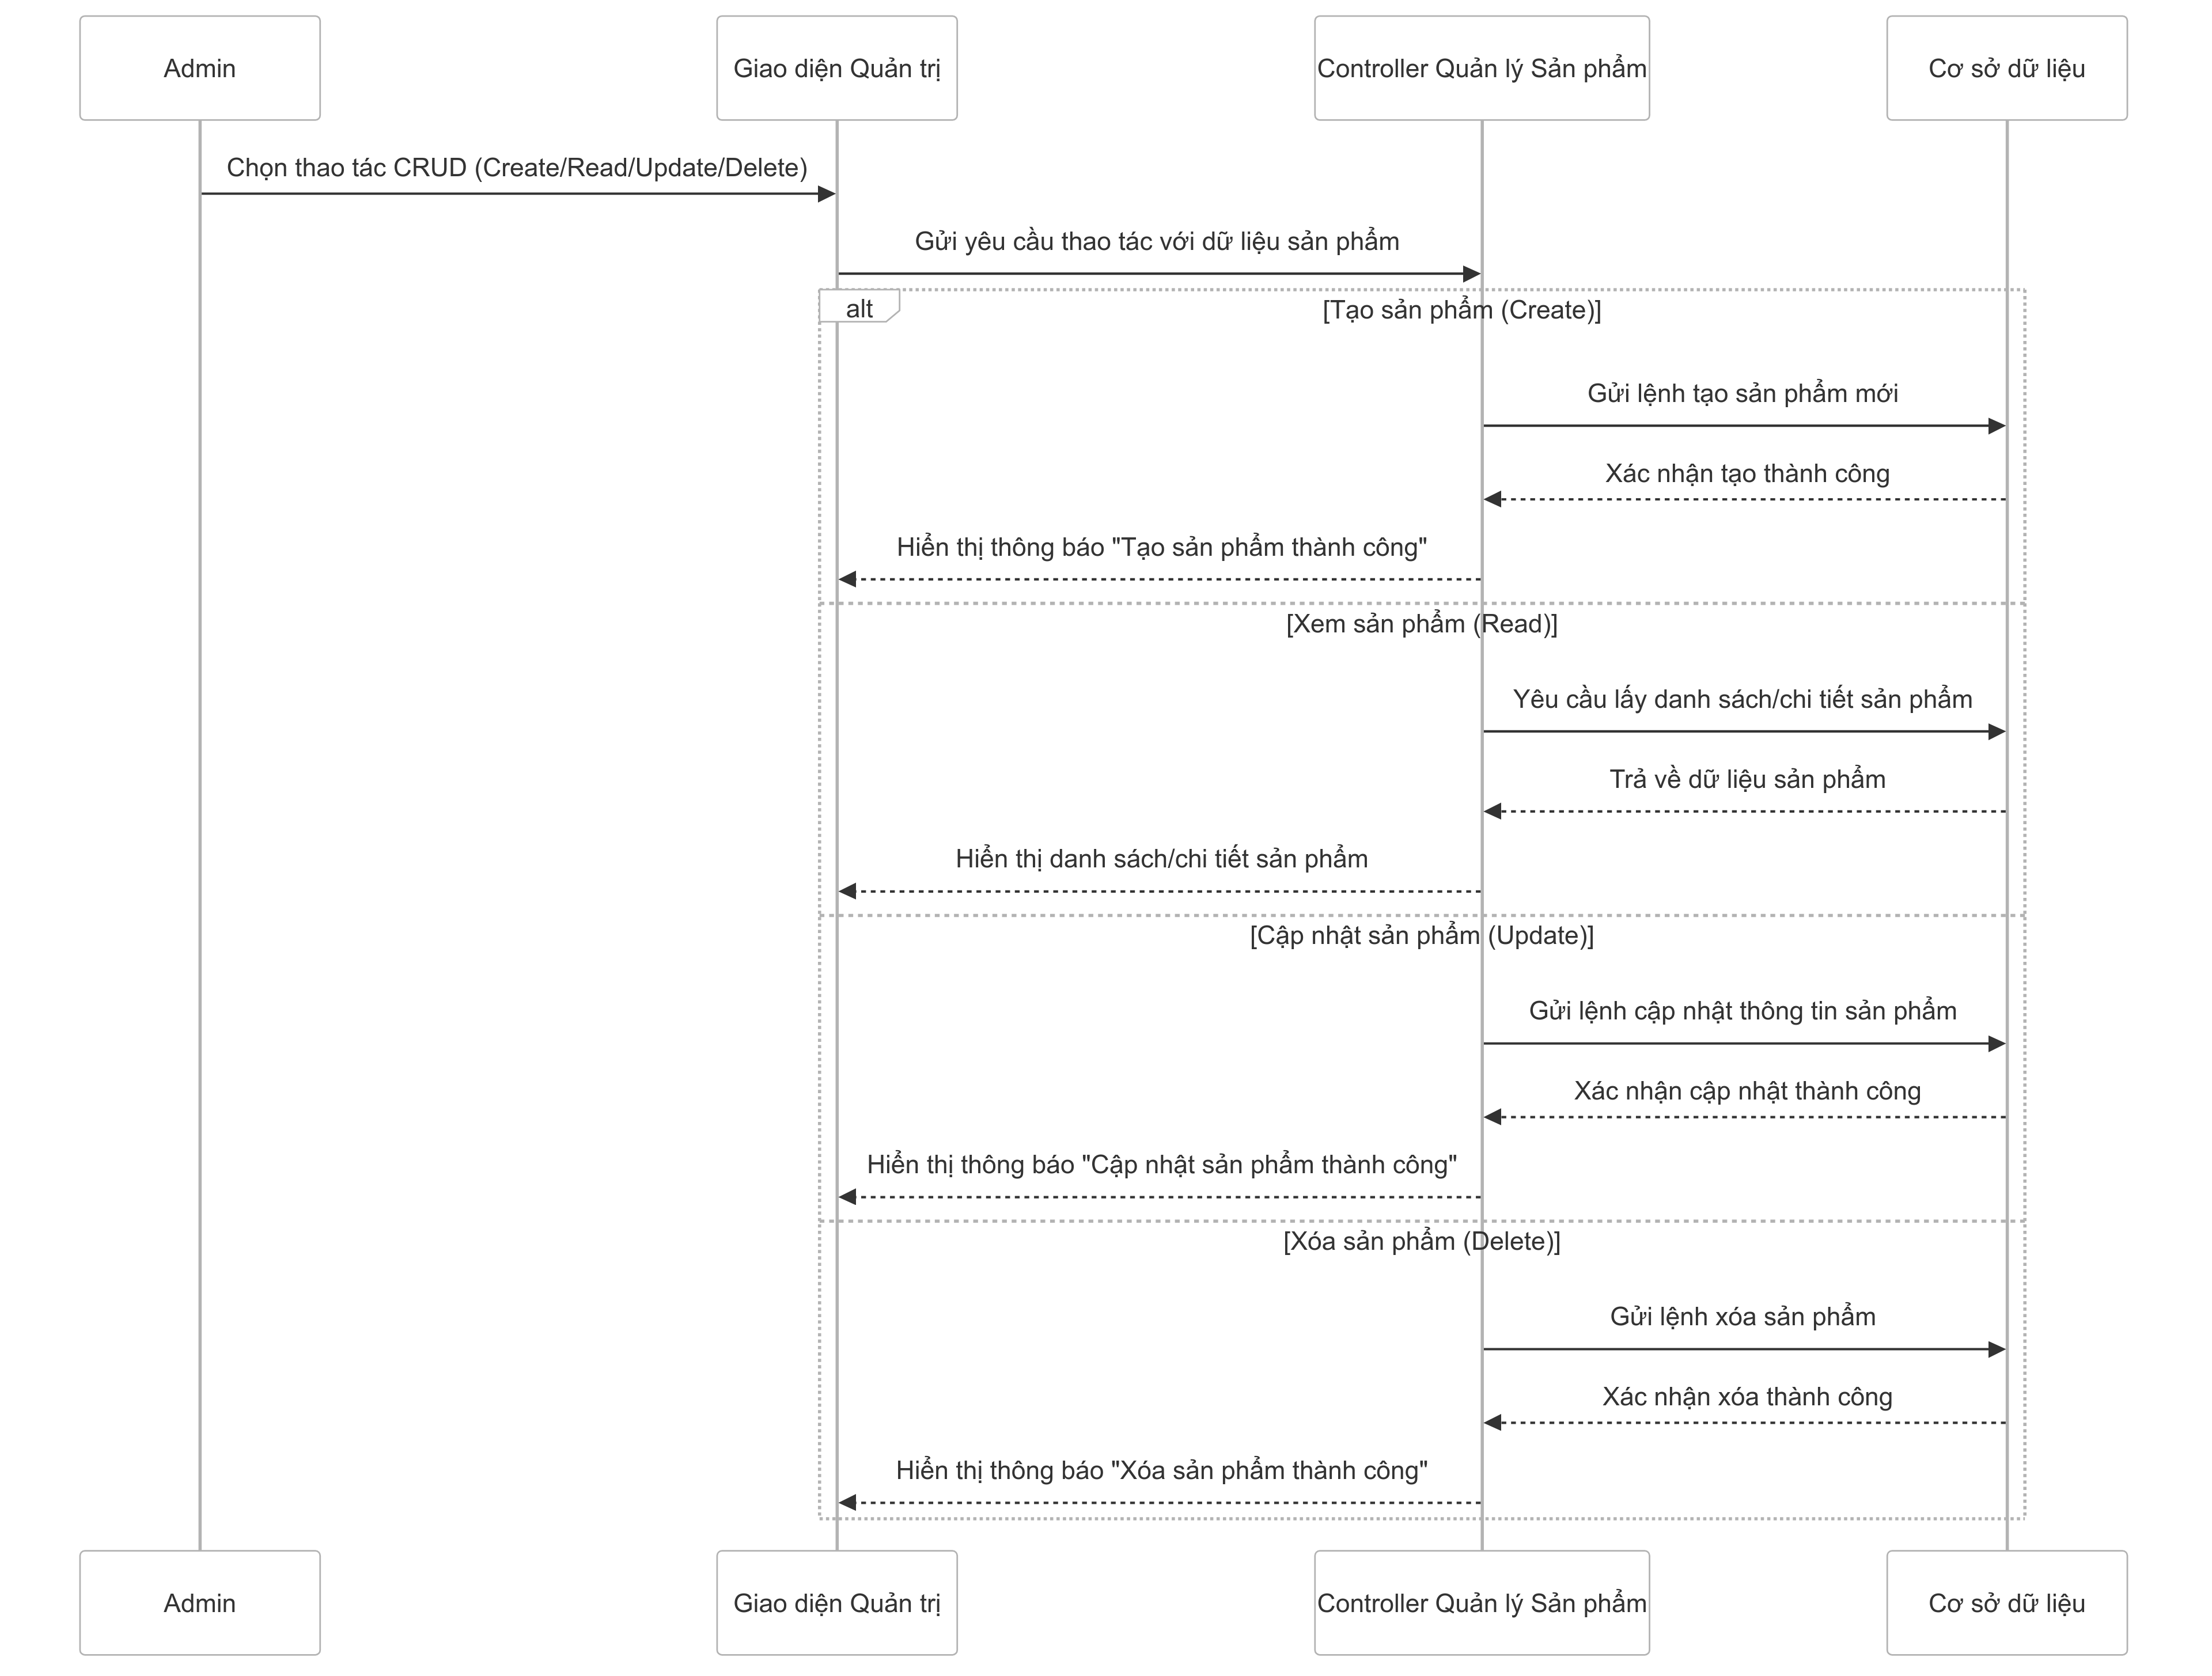 Admin
Giao diện Quản trị
Controller Quản lý Sản phẩm
Cơ sở dữ liệu
Chọn thao tác CRUD (Create/Read/Update/Delete)
Gửi yêu cầu thao tác với dữ liệu sản phẩm
alt
[Tạo sản phẩm (Create)]
Gửi lệnh tạo sản phẩm mới
Xác nhận tạo thành công
Hiển thị thông báo "Tạo sản phẩm thành công"
[Xem sản phẩm (Read)]
Yêu cầu lấy danh sách/chi tiết sản phẩm
Trả về dữ liệu sản phẩm
Hiển thị danh sách/chi tiết sản phẩm
[Cập nhật sản phẩm (Update)]
Gửi lệnh cập nhật thông tin sản phẩm
Xác nhận cập nhật thành công
Hiển thị thông báo "Cập nhật sản phẩm thành công"
[Xóa sản phẩm (Delete)]
Gửi lệnh xóa sản phẩm
Xác nhận xóa thành công
Hiển thị thông báo "Xóa sản phẩm thành công"
Admin
Giao diện Quản trị
Controller Quản lý Sản phẩm
Cơ sở dữ liệu